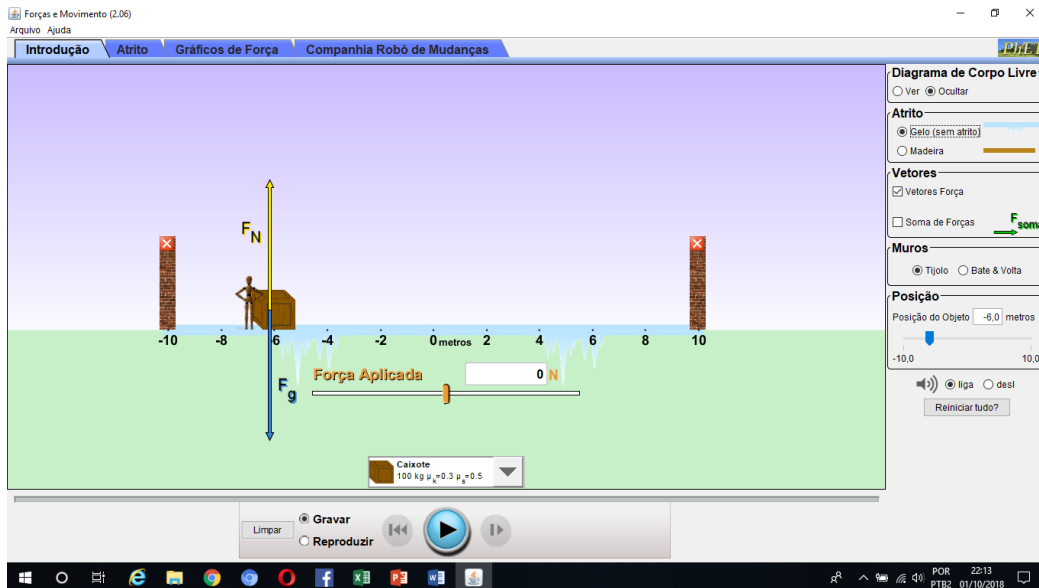 Forças e Movimento (2.06)
Arquivo Ajuda
Introdução Atrito Gráficos de Força Companhia Robô de Mudanças
PhET
Diagrama de Corpo Livre
Ver Ocultar
Atrito
Gelo (sem atrito)
Madeira
Vetores
Vetores Força
Soma de Forças
F soma
Muros
Tijolo Bate & Volta
Posição
Posição do Objeto -6,0 metros
-10,0 10,0
liga desl
Reiniciar tudo?
F N
-10 -8 -6 -4 -2 0 metros 2 4 6 8 10
F g
Força Aplicada 0 N
Caixote
100 kg μk=0.3 μs=0.5
Limpar
Gravar
Reproduzir
POR 22:13
PTB2 01/10/2018